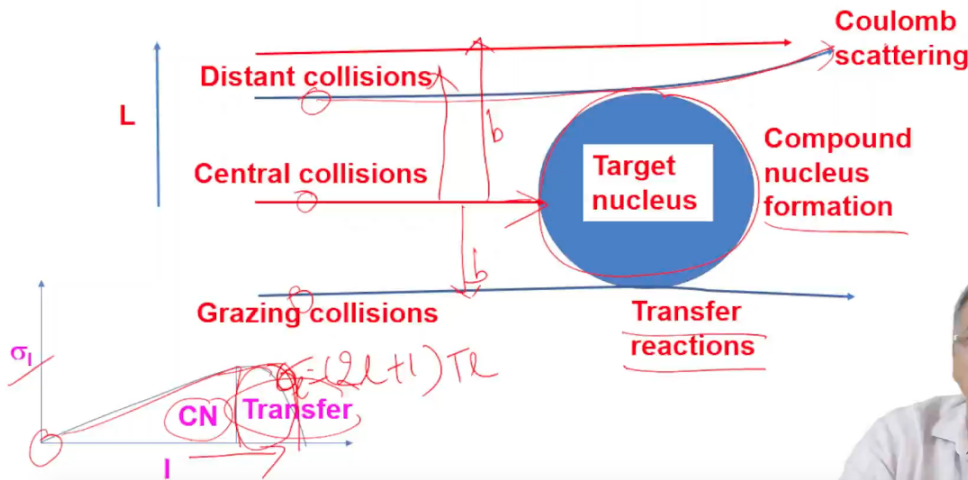 Coulomb
scattering
Distant collisions
L
b
Compound
nucleus
formation
Target
nucleus
Central collisions
b
Grazing collisions
Transfer
reactions
σl
σl=(2l+1)Tl
CN
Transfer
l